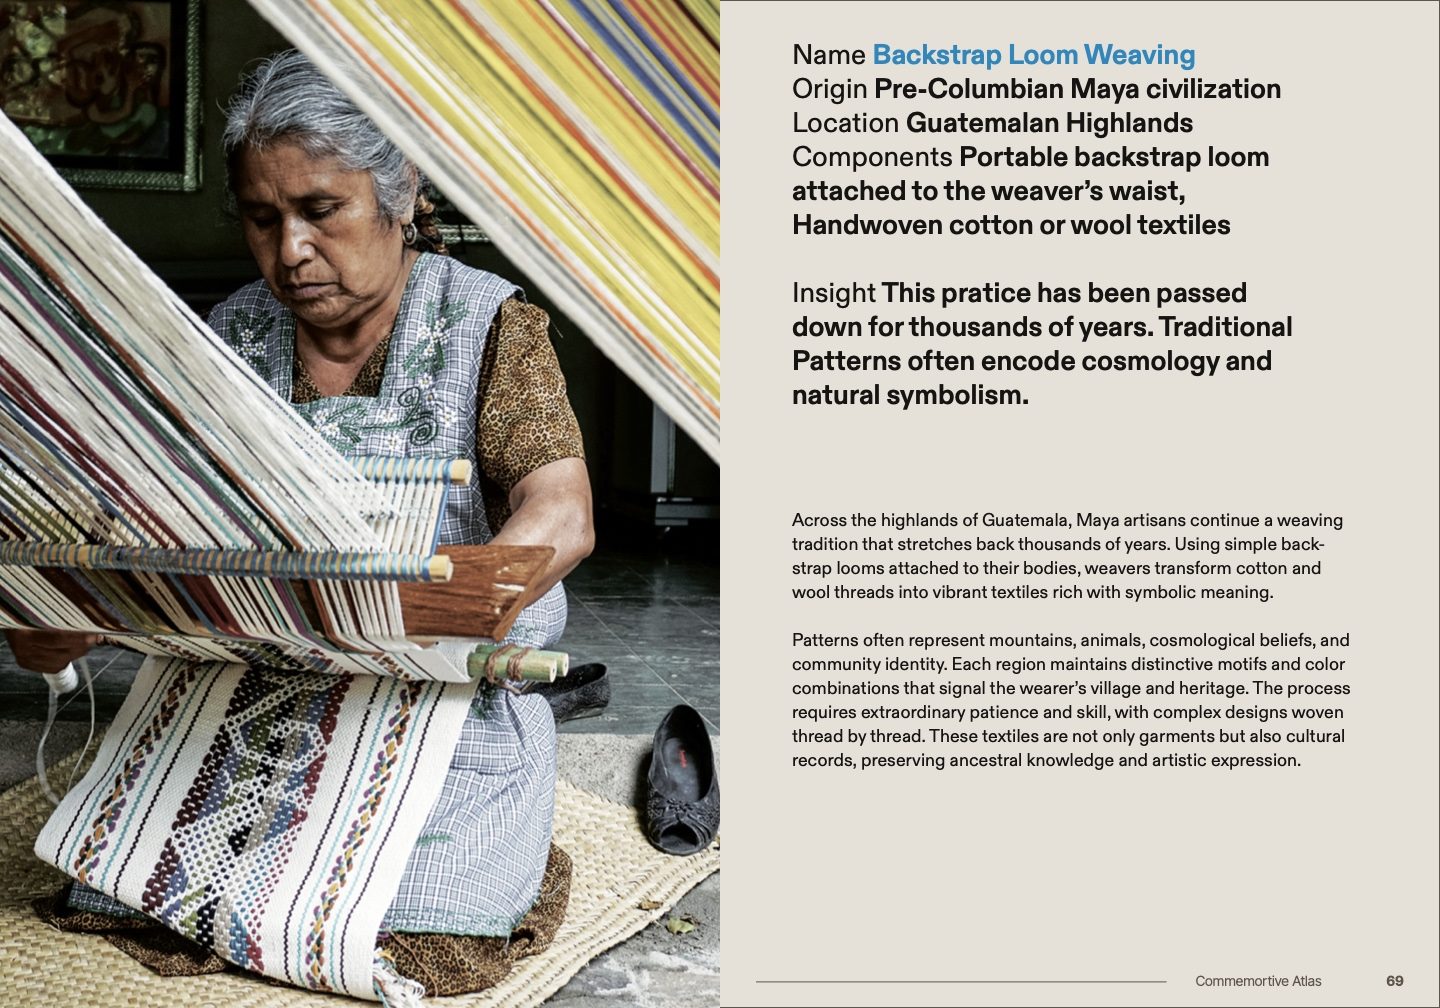 Name Backstrap Loom Weaving
Origin Pre-Columbian Maya civilization
Location Guatemalan Highlands
Components Portable backstrap loom
attached to the weaver’s waist,
Handwoven cotton or wool textiles
Insight This pratice has been passed
down for thousands of years. Traditional
Patterns often encode cosmology and
natural symbolism.
Across the highlands of Guatemala, Maya artisans continue a weaving
tradition that stretches back thousands of years. Using simple back-
strap looms attached to their bodies, weavers transform cotton and
wool threads into vibrant textiles rich with symbolic meaning.
Patterns often represent mountains, animals, cosmological beliefs, and
community identity. Each region maintains distinctive motifs and color
combinations that signal the wearer’s village and heritage. The process
requires extraordinary patience and skill, with complex designs woven
thread by thread. These textiles are not only garments but also cultural
records, preserving ancestral knowledge and artistic expression.
Commemortive Atlas 69